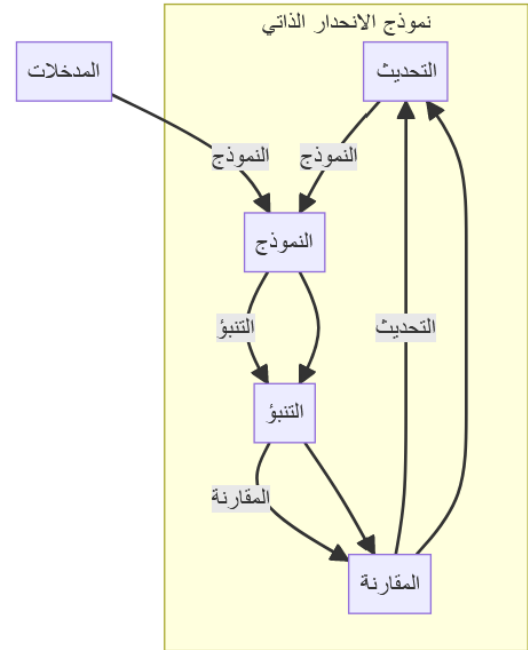 نموذج الانحدار الذاتي
التحديث
المدخلات
النموذج
النموذج
النموذج
التنبؤ
التحديث
التنبؤ
المقارنة
المقارنة